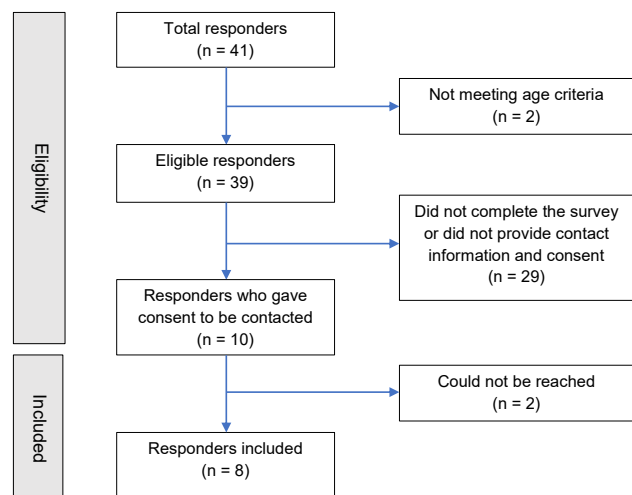 Total responders
(n = 41)
Not meeting age criteria
(n = 2)
Eligibility
Eligible responders
(n = 39)
Did not complete the survey
or did not provide contact
information and consent
(n = 29)
Responders who gave
consent to be contacted
(n = 10)
Could not be reached
(n = 2)
Included
Responders included
(n = 8)